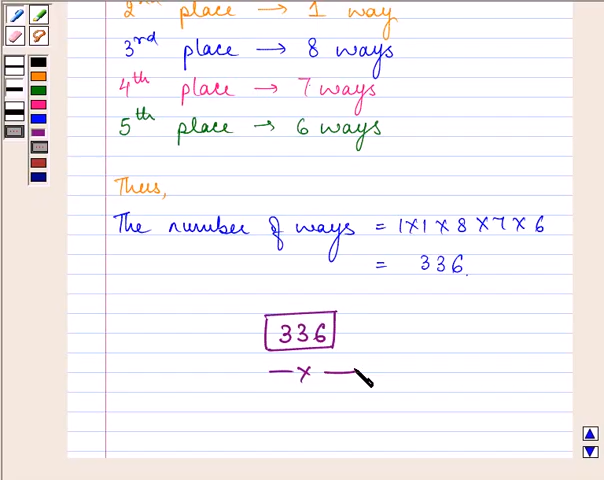 2nd place → 1 way
3rd place → 8 ways
4th place → 7 ways
5th place → 6 ways
Thus,
The number of ways = 1×1×8×7×6
= 336.
336
—×—